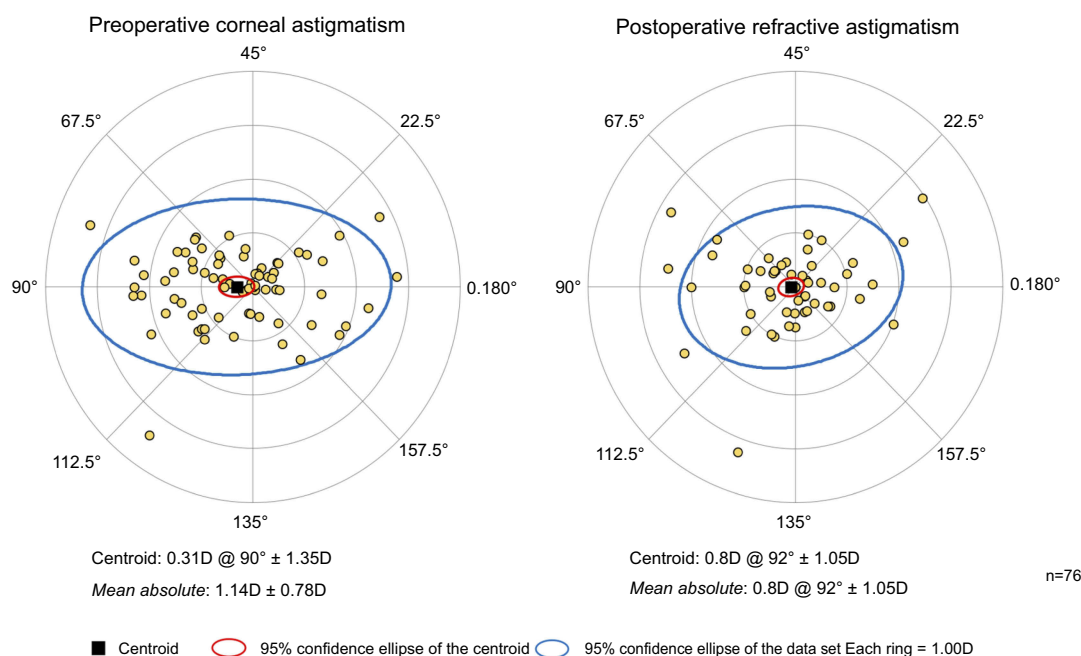 Preoperative corneal astigmatism
45°
67.5°
22.5°
90°
0.180°
112.5°
157.5°
135°
Centroid: 0.31D @ 90° ± 1.35D
Mean absolute: 1.14D ± 0.78D
Postoperative refractive astigmatism
45°
67.5°
22.5°
90°
0.180°
112.5°
157.5°
135°
Centroid: 0.8D @ 92° ± 1.05D
Mean absolute: 0.8D @ 92° ± 1.05D
n=76
Centroid 95% confidence ellipse of the centroid 95% confidence ellipse of the data set Each ring = 1.00D